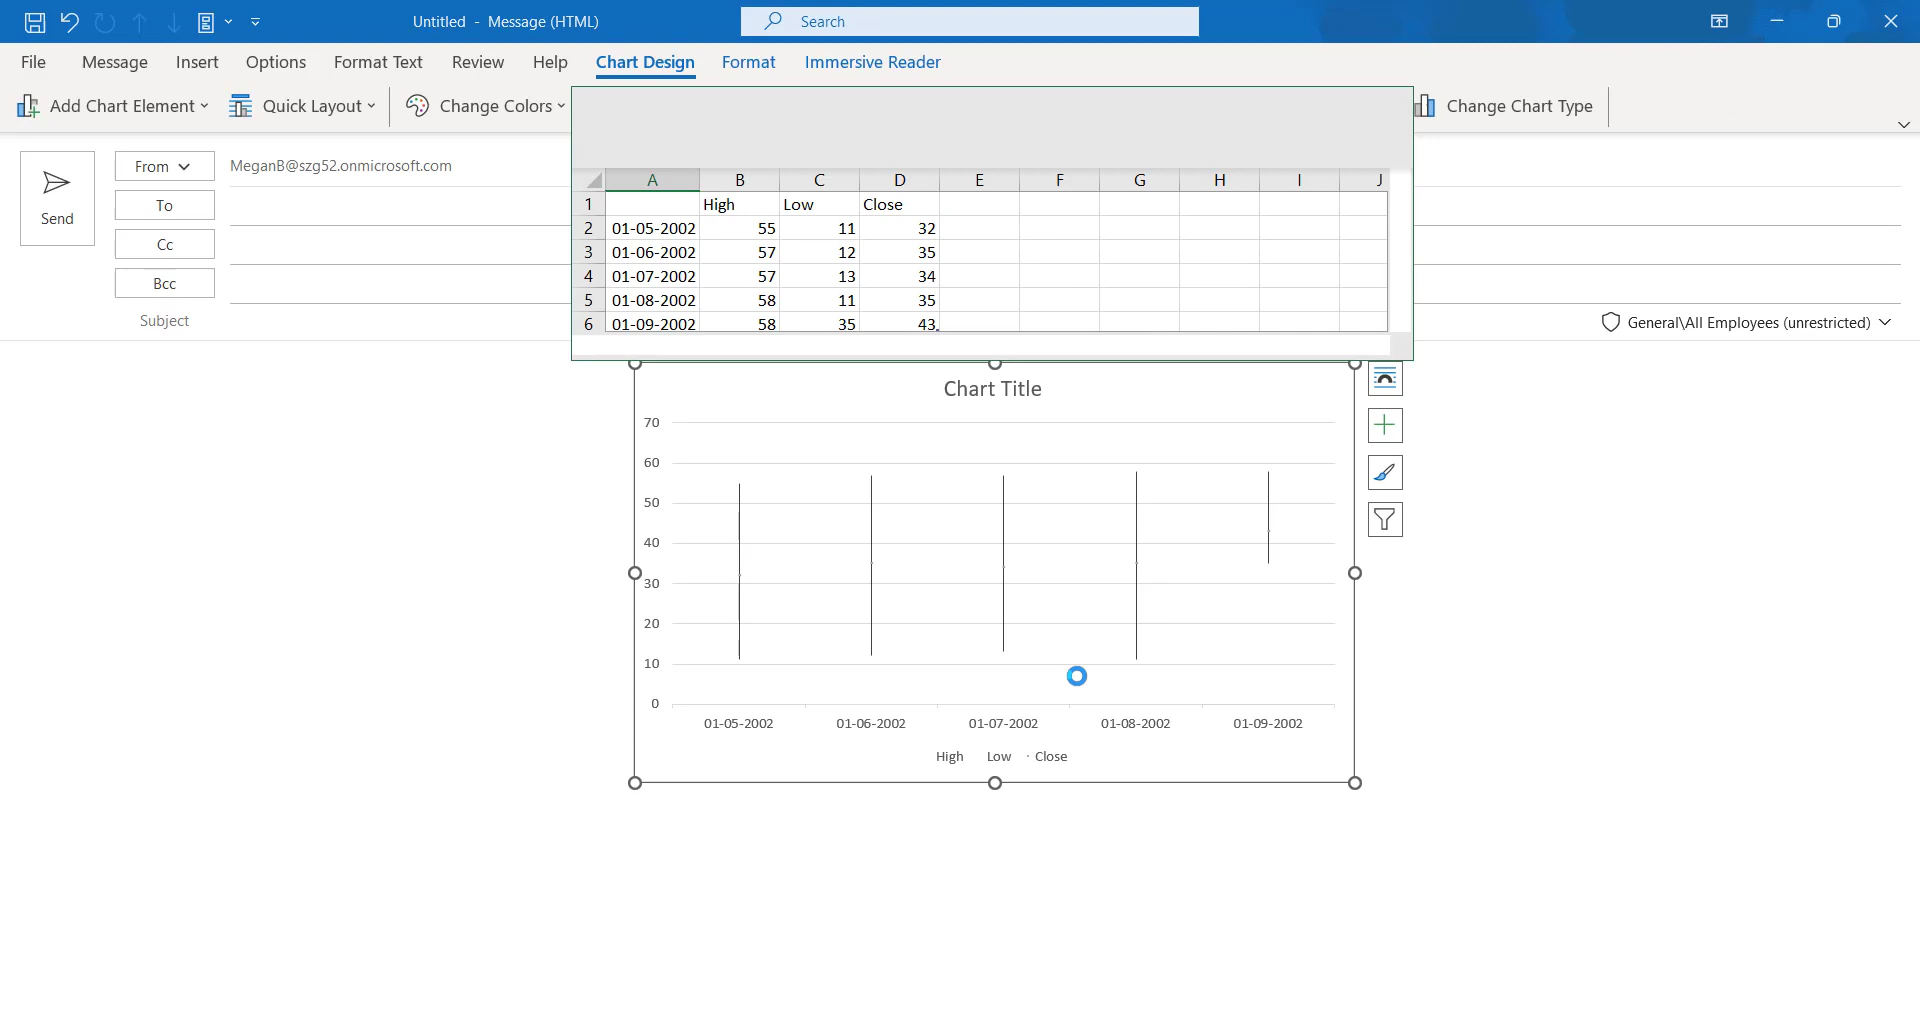 Untitled - Message (HTML)
Search
File Message Insert Options Format Text Review Help Chart Design Format Immersive Reader
Add Chart Element Quick Layout Change Colors Change Chart Type
Send
From MeganB@szg52.onmicrosoft.com
To
Cc
Bcc
Subject
General\All Employees (unrestricted)
A B C D E F G H I J
1 High Low Close
2 01-05-2002 55 11 32
3 01-06-2002 57 12 35
4 01-07-2002 57 13 34
5 01-08-2002 58 11 35
6 01-09-2002 58 35 43
Chart Title
70
60
50
40
30
20
10
0
01-05-2002 01-06-2002 01-07-2002 01-08-2002 01-09-2002
High Low Close